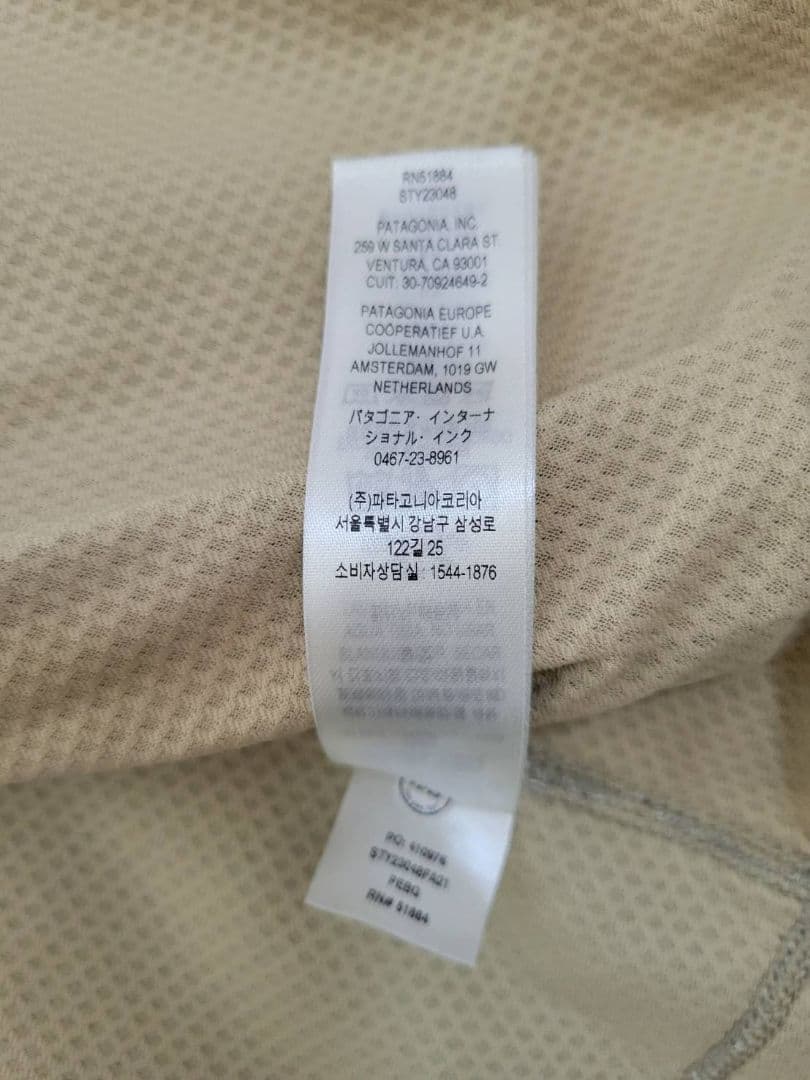 RN51884
STY23048
PATAGONIA, INC.
259 W SANTA CLARA ST.
VENTURA, CA 93001
CUIT: 30-70924649-2
PATAGONIA EUROPE
COÖPERATIEF U.A.
JOLLEMANHOF 11
AMSTERDAM, 1019 GW
NETHERLANDS
パタゴニア・インターナ
ショナル・インク
0467-23-8961
(주)파타고니아코리아
서울특별시 강남구 삼성로
122길 25
소비자상담실 : 1544-1876
PO: 410974
STY23048FA21
PEBG
RN# 51884